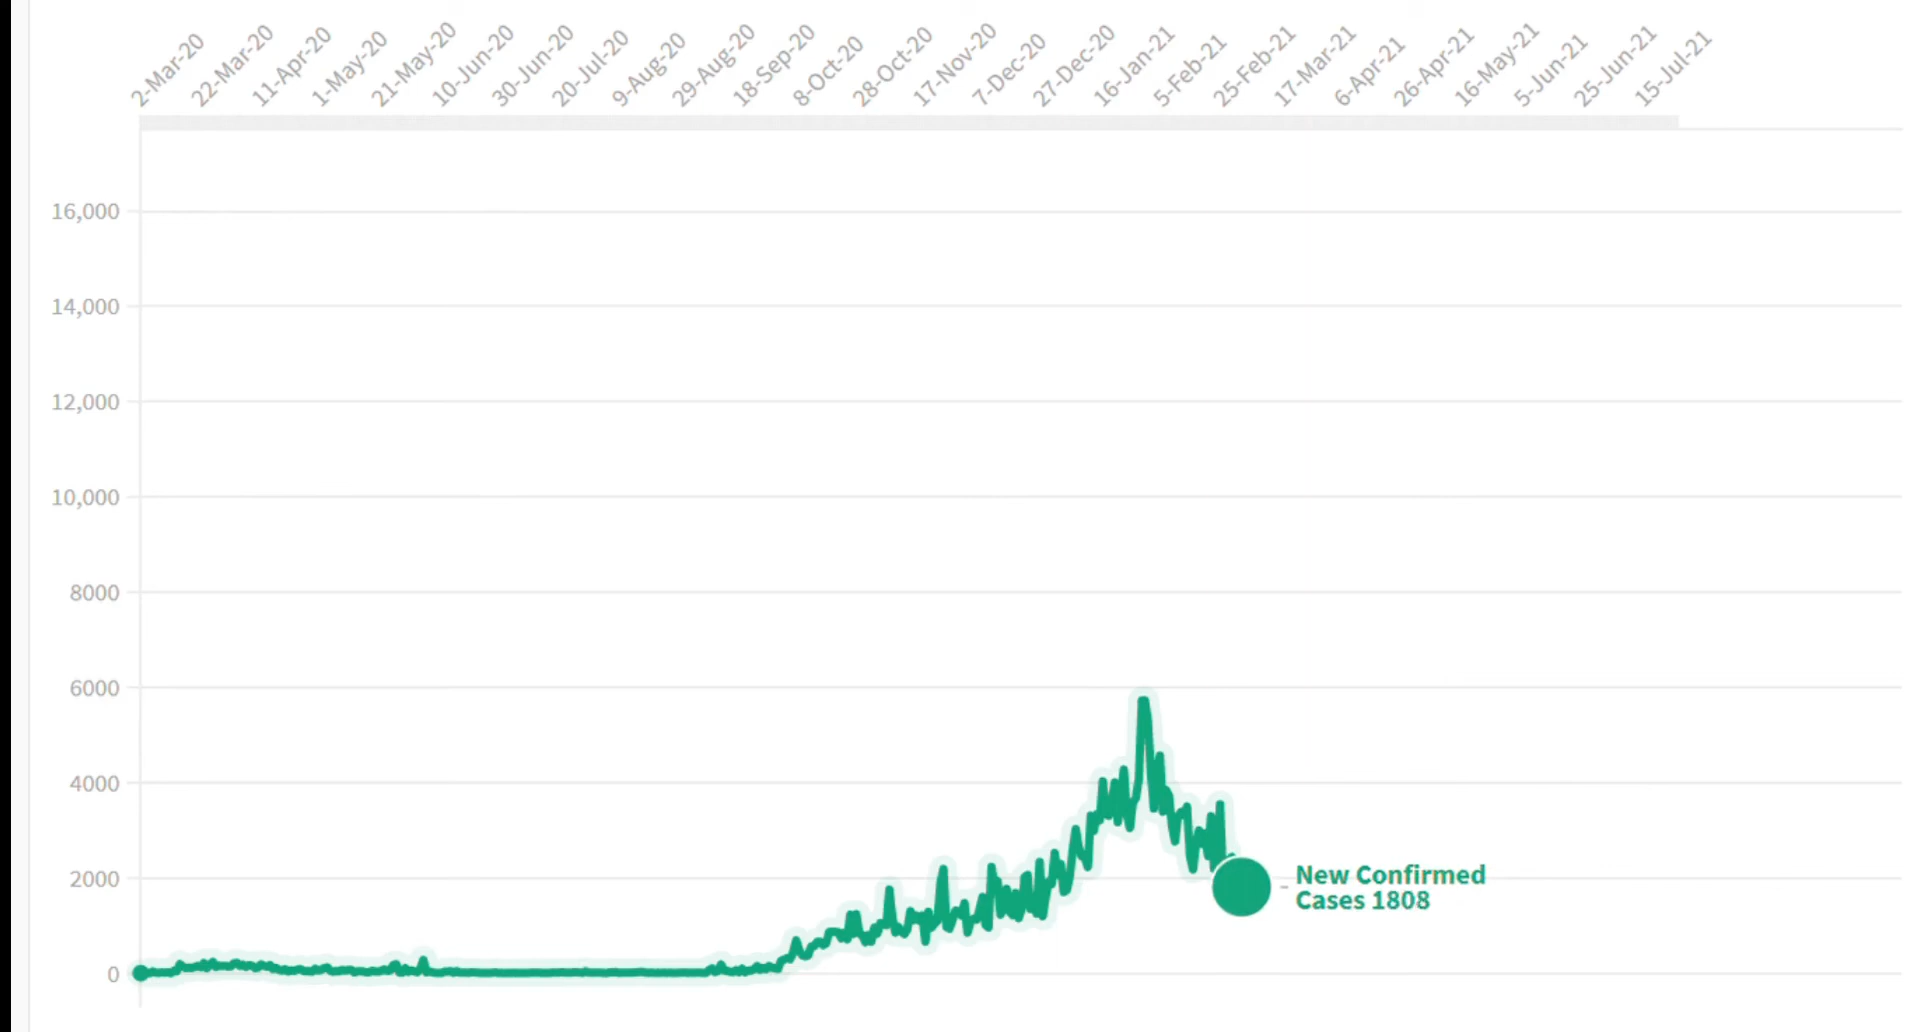 2-Mar-20
22-Mar-20
11-Apr-20
1-May-20
21-May-20
10-Jun-20
30-Jun-20
20-Jul-20
9-Aug-20
29-Aug-20
18-Sep-20
8-Oct-20
28-Oct-20
17-Nov-20
7-Dec-20
27-Dec-20
16-Jan-21
5-Feb-21
25-Feb-21
17-Mar-21
6-Apr-21
26-Apr-21
16-May-21
5-Jun-21
25-Jun-21
15-Jul-21
16,000
14,000
12,000
10,000
8000
6000
4000
2000
0
New Confirmed
Cases 1808